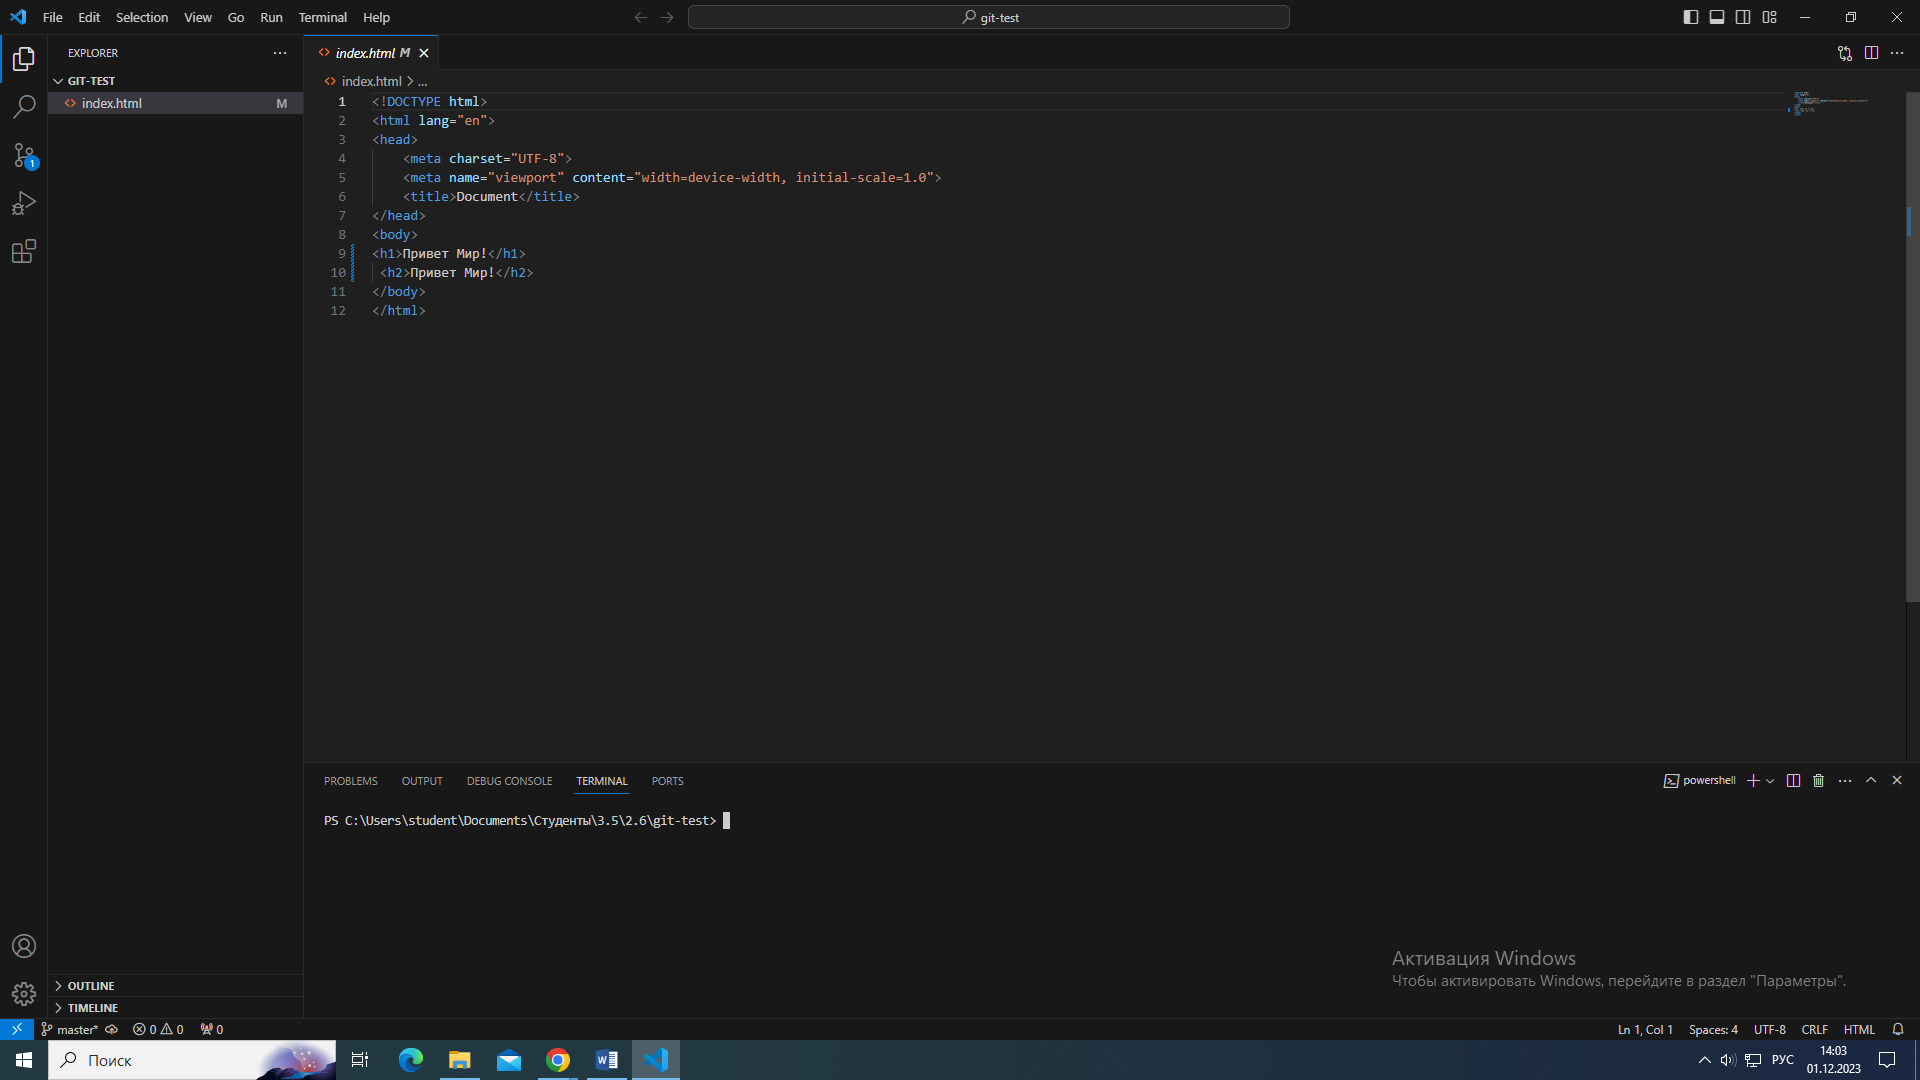 File Edit Selection View Go Run Terminal Help
git-test
EXPLORER
GIT-TEST
index.html M
1
index.html M
index.html > ...
1 <!DOCTYPE html>
2 <html lang="en">
3 <head>
4 <meta charset="UTF-8">
5 <meta name="viewport" content="width=device-width, initial-scale=1.0">
6 <title>Document</title>
7 </head>
8 <body>
9 <h1>Привет Мир!</h1>
10 <h2>Привет Мир!</h2>
11 </body>
12 </html>
PROBLEMS OUTPUT DEBUG CONSOLE TERMINAL PORTS
powershell
PS C:\Users\student\Documents\Студенты\3.5\2.6\git-test>
Активация Windows
Чтобы активировать Windows, перейдите в раздел "Параметры".
OUTLINE
TIMELINE
master* 0 0 0
Ln 1, Col 1 Spaces: 4 UTF-8 CRLF HTML
Поиск
РУС
14:03
01.12.2023